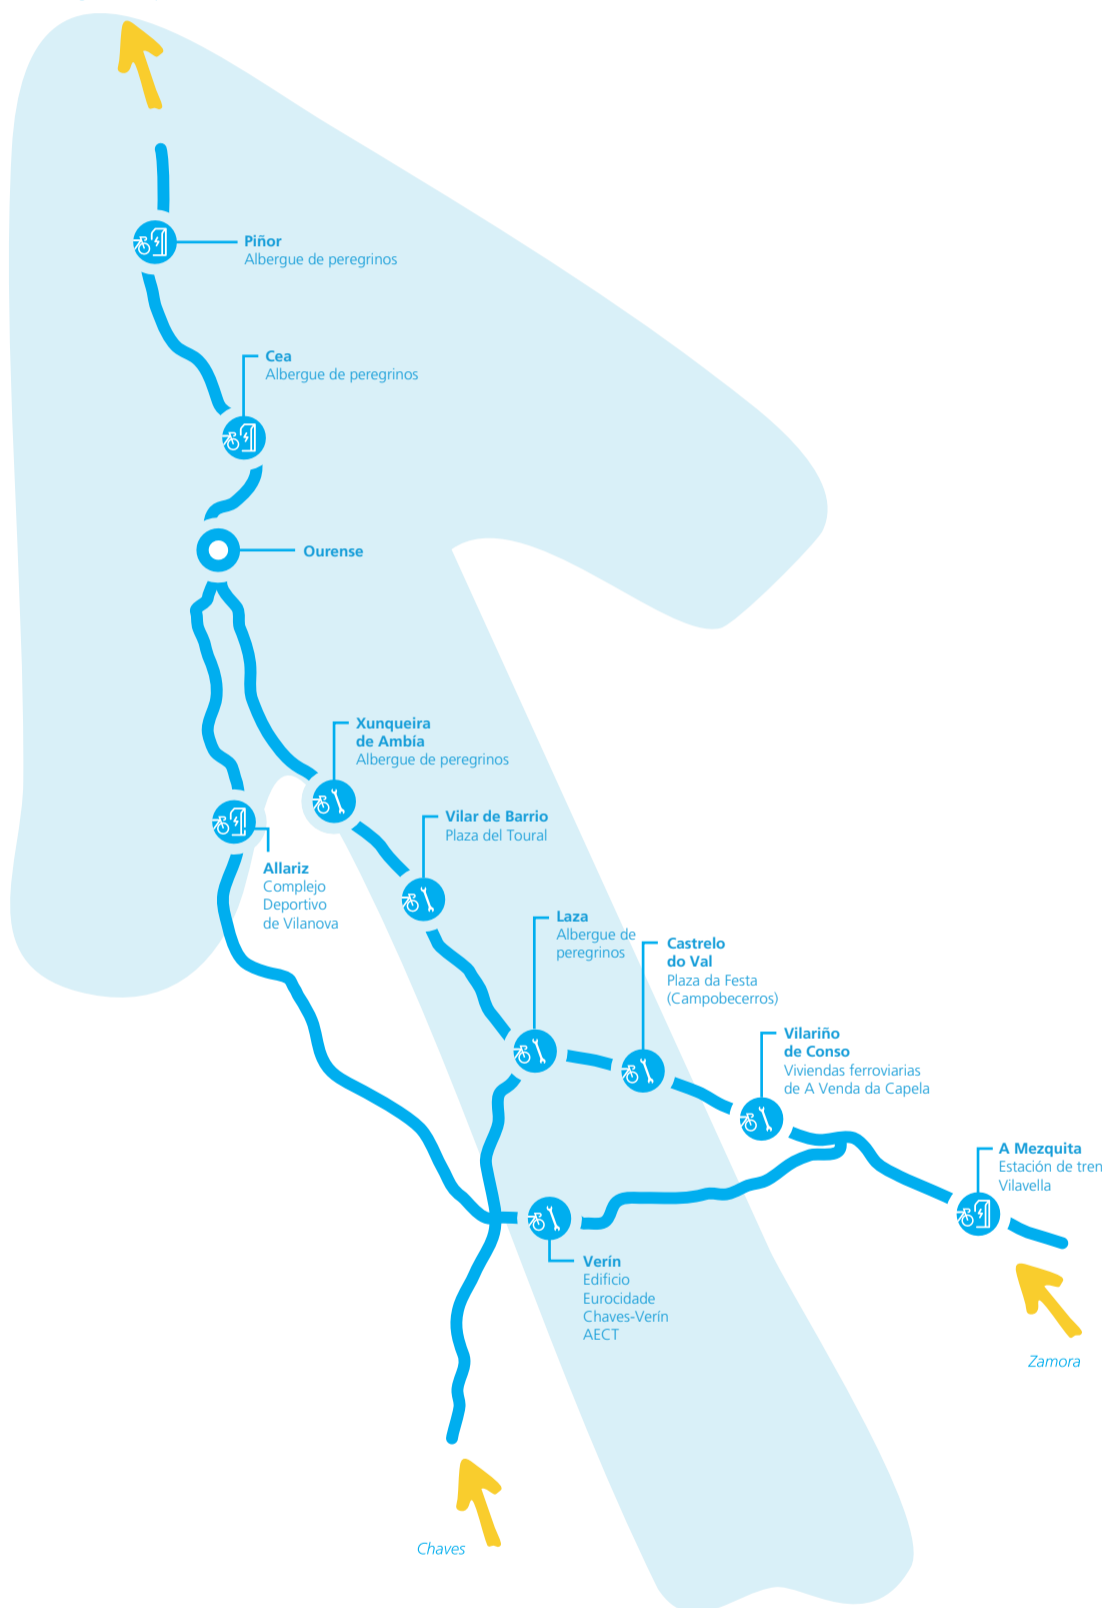 Piñor
Albergue de peregrinos
Cea
Albergue de peregrinos
Ourense
Xunqueira
de Ambía
Albergue de peregrinos
Vilar de Barrio
Plaza del Toural
Allariz
Complejo
Deportivo
de Vilanova
Laza
Albergue de
peregrinos
Castrelo
do Val
Plaza da Festa
(Campobecerros)
Vilariño
de Conso
Viviendas ferroviarias
de A Venda da Capela
A Mezquita
Estación de tren
Vilavella
Verín
Edificio
Eurocidade
Chaves-Verín
AECT
Zamora
Chaves